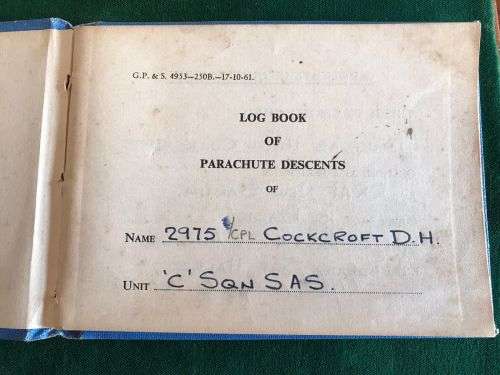 G.P. & S. 4953—250B.—17-10-61.
LOG BOOK
OF
PARACHUTE DESCENTS
OF
NAME 2975 CPL COCKCROFT D.H.
UNIT 'C' SQN SAS.